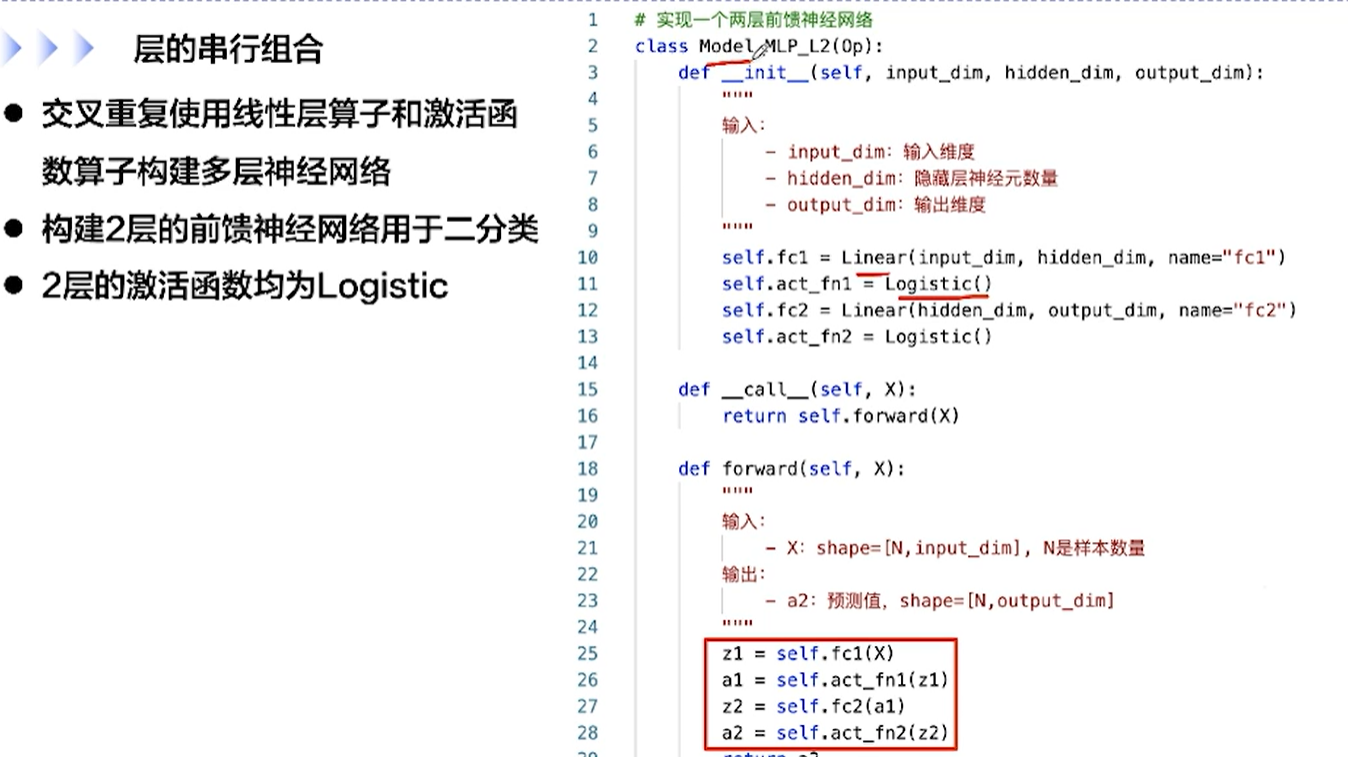 层的串行组合
交叉重复使用线性层算子和激活函
数算子构建多层神经网络
构建2层的前馈神经网络用于二分类
2层的激活函数均为Logistic
1 # 实现一个两层前馈神经网络
2 class Model_MLP_L2(Op):
3 def __init__(self, input_dim, hidden_dim, output_dim):
4 """
5 输入：
6 - input_dim：输入维度
7 - hidden_dim：隐藏层神经元数量
8 - output_dim：输出维度
9 """
10 self.fc1 = Linear(input_dim, hidden_dim, name="fc1")
11 self.act_fn1 = Logistic()
12 self.fc2 = Linear(hidden_dim, output_dim, name="fc2")
13 self.act_fn2 = Logistic()
14
15 def __call__(self, X):
16 return self.forward(X)
17
18 def forward(self, X):
19 """
20 输入：
21 - X：shape=[N,input_dim]，N是样本数量
22 输出：
23 - a2：预测值，shape=[N,output_dim]
24 """
25 z1 = self.fc1(X)
26 a1 = self.act_fn1(z1)
27 z2 = self.fc2(a1)
28 a2 = self.act_fn2(z2)